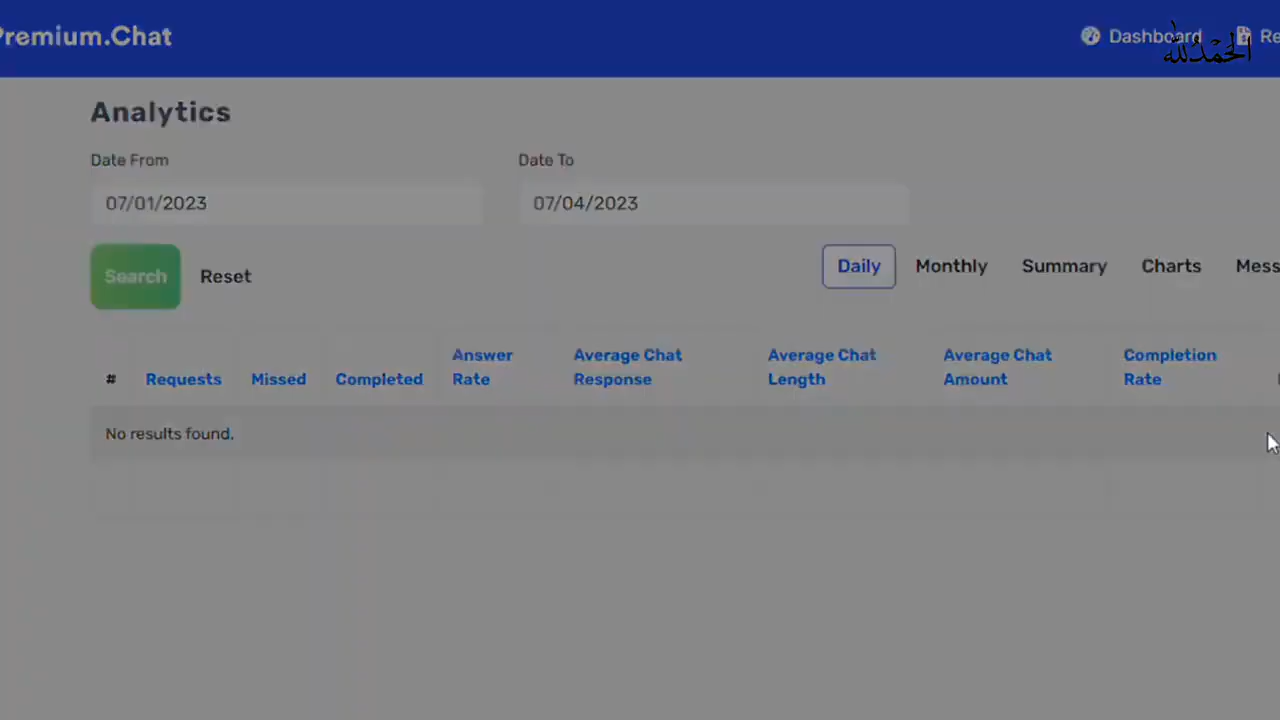 Premium.Chat
Dashboard
Re
الحمدلله
Analytics
Date From
Date To
07/01/2023
07/04/2023
Search
Reset
Daily
Monthly
Summary
Charts
Mess
#
Requests
Missed
Completed
Answer
Rate
Average Chat
Response
Average Chat
Length
Average Chat
Amount
Completion
Rate
No results found.